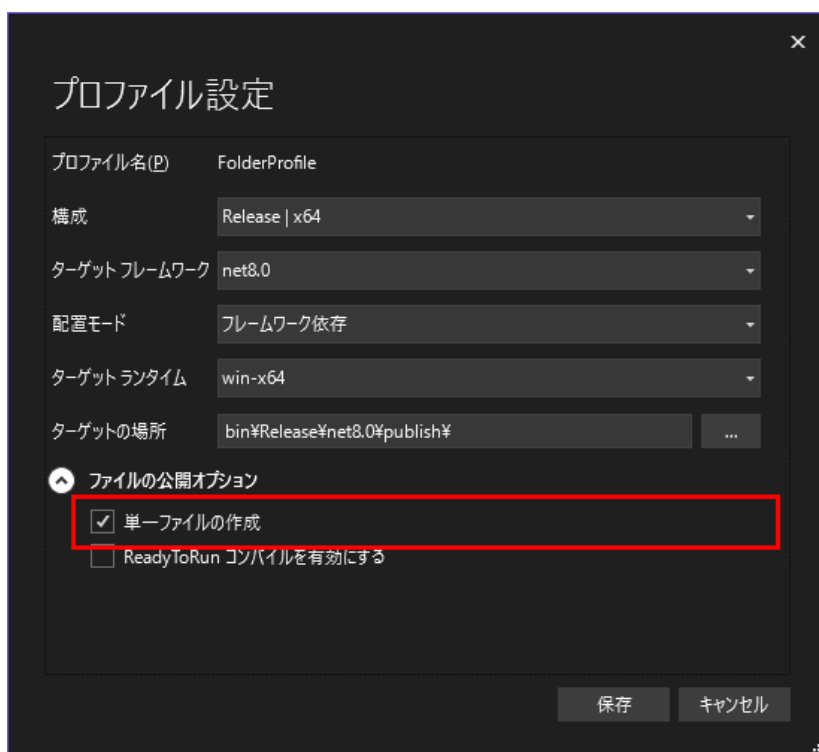 プロファイル設定
プロファイル名(P) FolderProfile
構成 Release | x64
ターゲット フレームワーク net8.0
配置モード フレームワーク依存
ターゲット ランタイム win-x64
ターゲットの場所 bin¥Release¥net8.0¥publish¥ ...
ファイルの公開オプション
単一ファイルの作成
ReadyToRun コンパイルを有効にする
保存 キャンセル